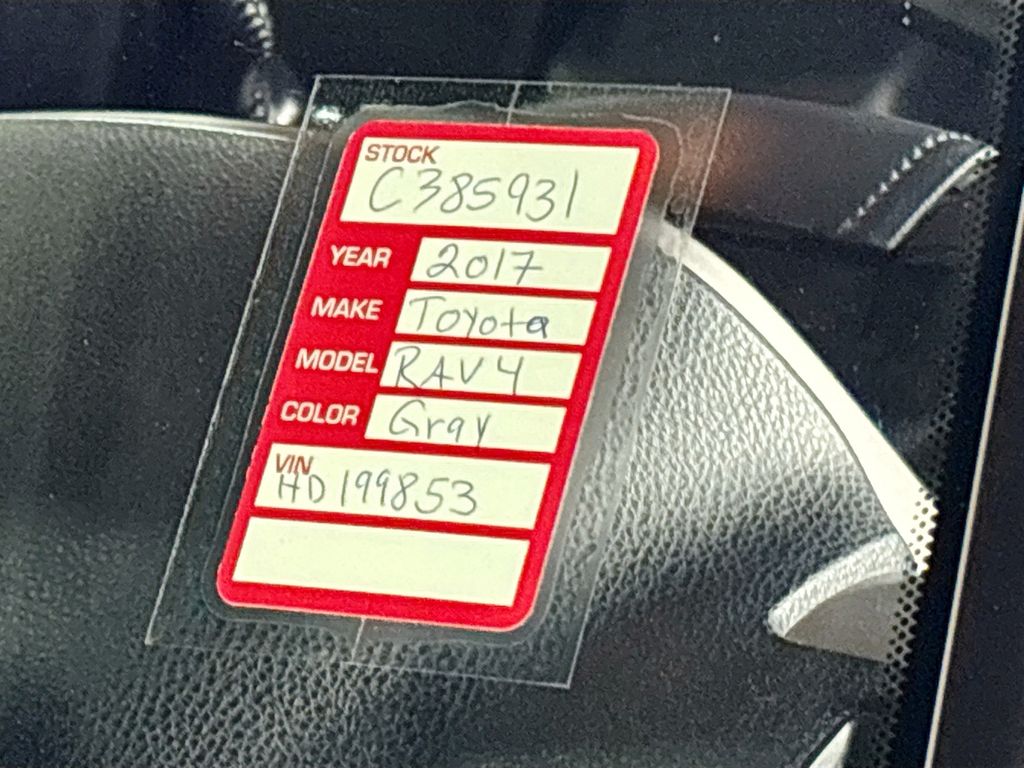 STOCK
C385931
YEAR 2017
MAKE Toyota
MODEL RAV4
COLOR Gray
VIN
HD199853